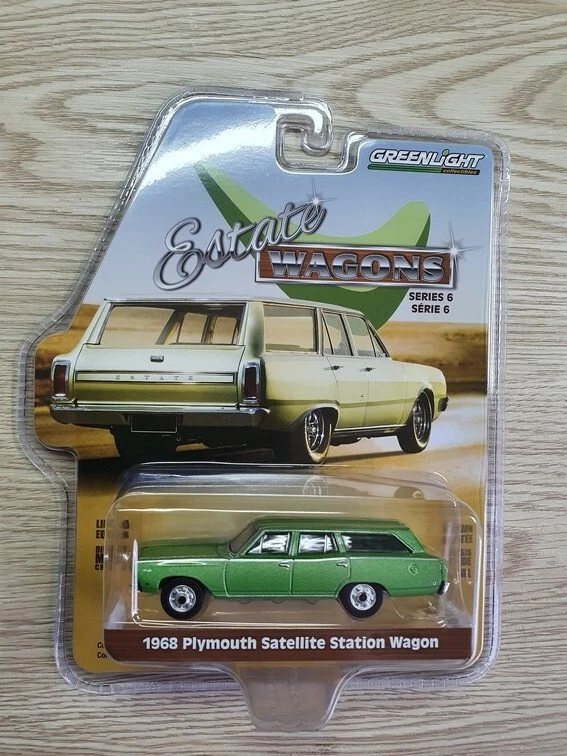 GREENLIGHT
collectibles
Estate
WAGONS
SERIES 6
SÉRIE 6
ESTATE
1968 Plymouth Satellite Station Wagon